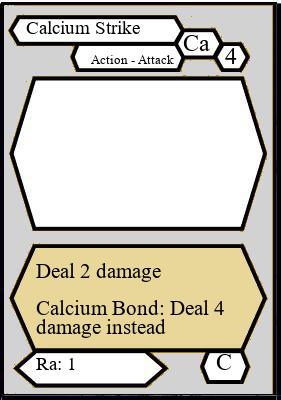 Calcium Strike
Ca
Action - Attack
4
Deal 2 damage
Calcium Bond: Deal 4
damage instead
Ra: 1
C